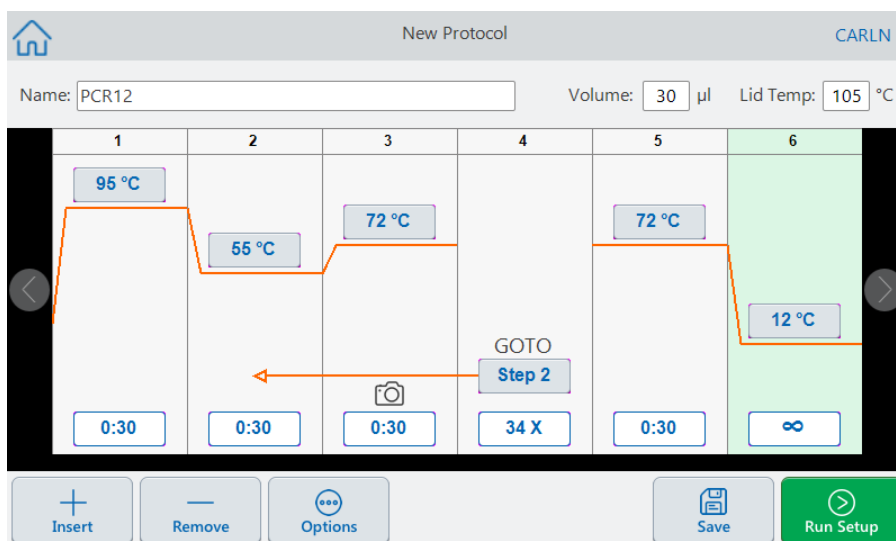 New Protocol
CARLN
Name: PCR12
Volume: 30 µl
Lid Temp: 105 °C
1 2 3 4 5 6
95 °C
72 °C 72 °C
55 °C
12 °C
GOTO
Step 2
0:30 0:30 0:30 34 X 0:30 ∞
Insert Remove Options Save Run Setup